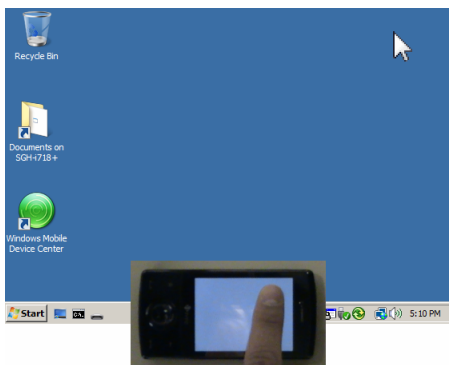 Recycle Bin
Documents on
SGH-i718+
Windows Mobile
Device Center
Start
5:10 PM